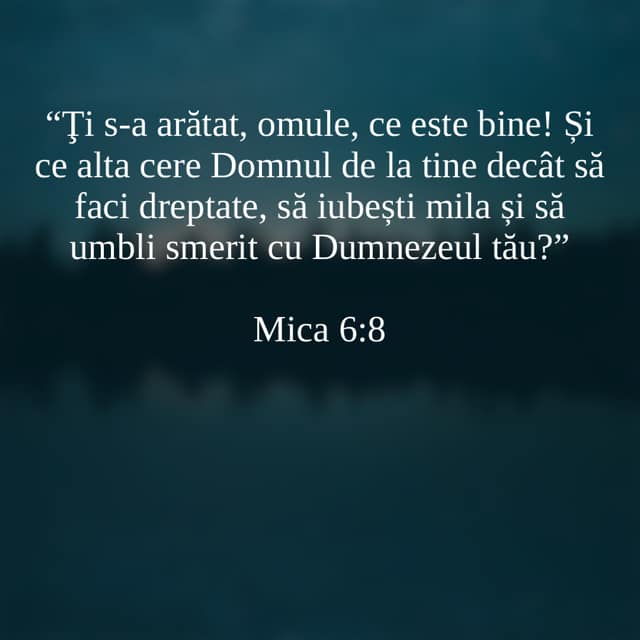 “Ţi s-a arătat, omule, ce este bine! Și
ce alta cere Domnul de la tine decât să
faci dreptate, să iubești mila și să
umbli smerit cu Dumnezeul tău?”
Mica 6:8